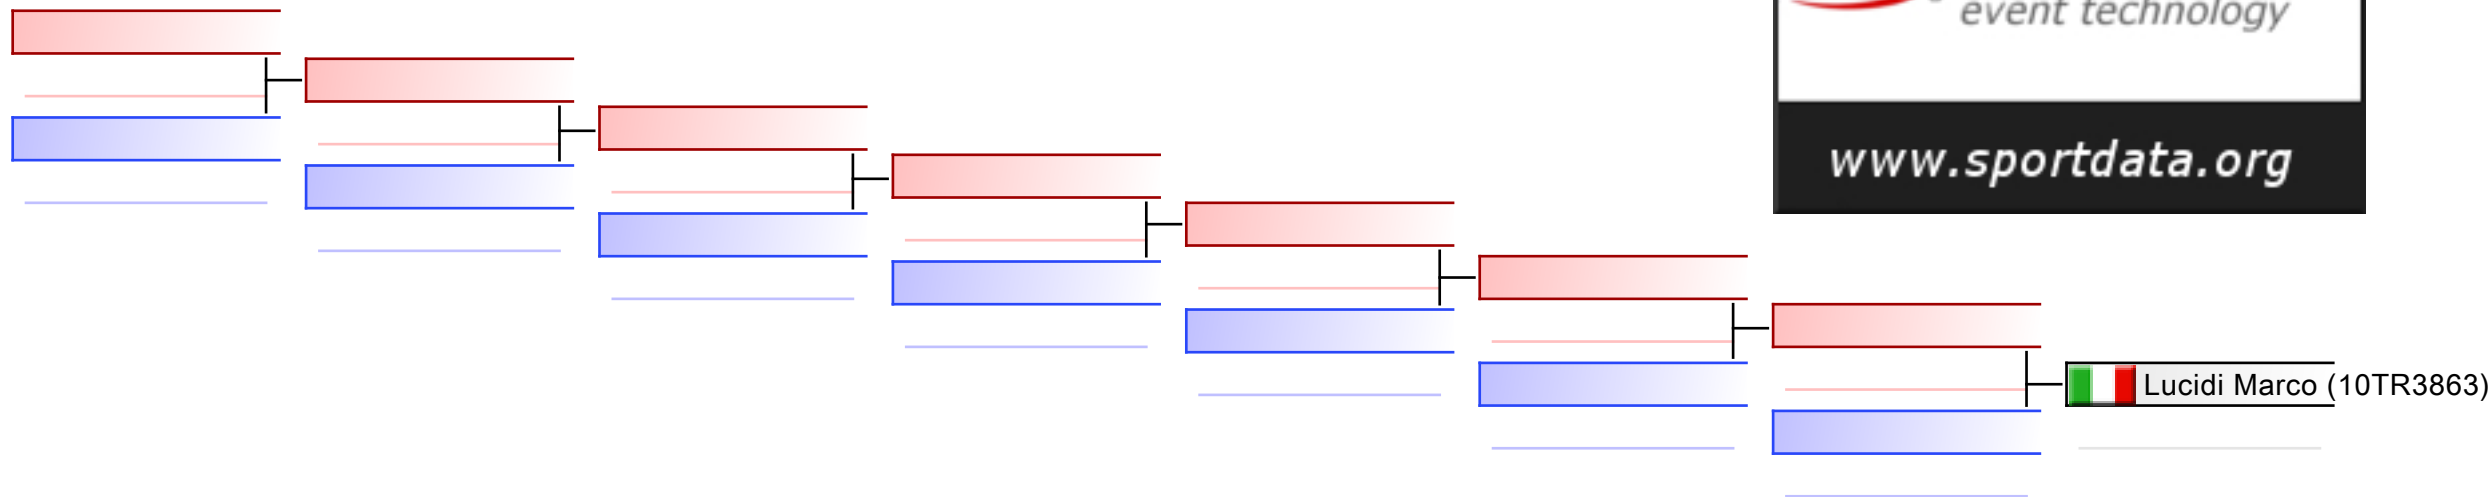 event technology
www.sportdata.org
Lucidi Marco (10TR3863)